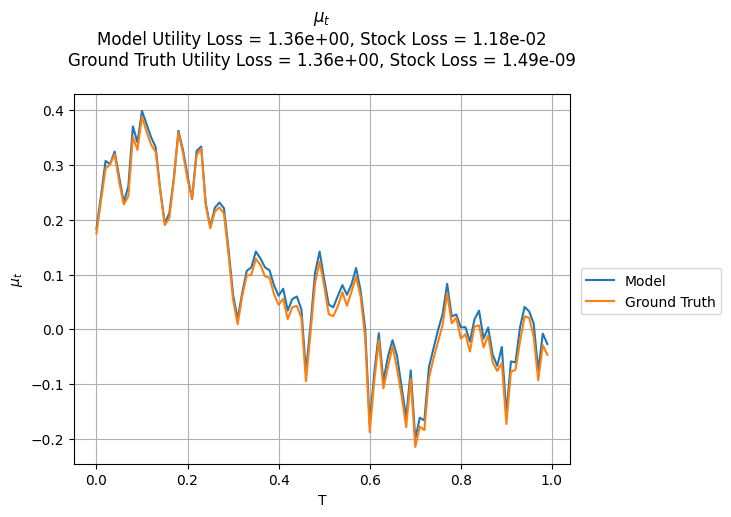 μₜ
Model Utility Loss = 1.36e+00, Stock Loss = 1.18e-02
Ground Truth Utility Loss = 1.36e+00, Stock Loss = 1.49e-09
0.4
0.3
0.2
0.1
0.0
−0.1
−0.2
μₜ
0.0
0.2
0.4
0.6
0.8
1.0
T
Model
Ground Truth